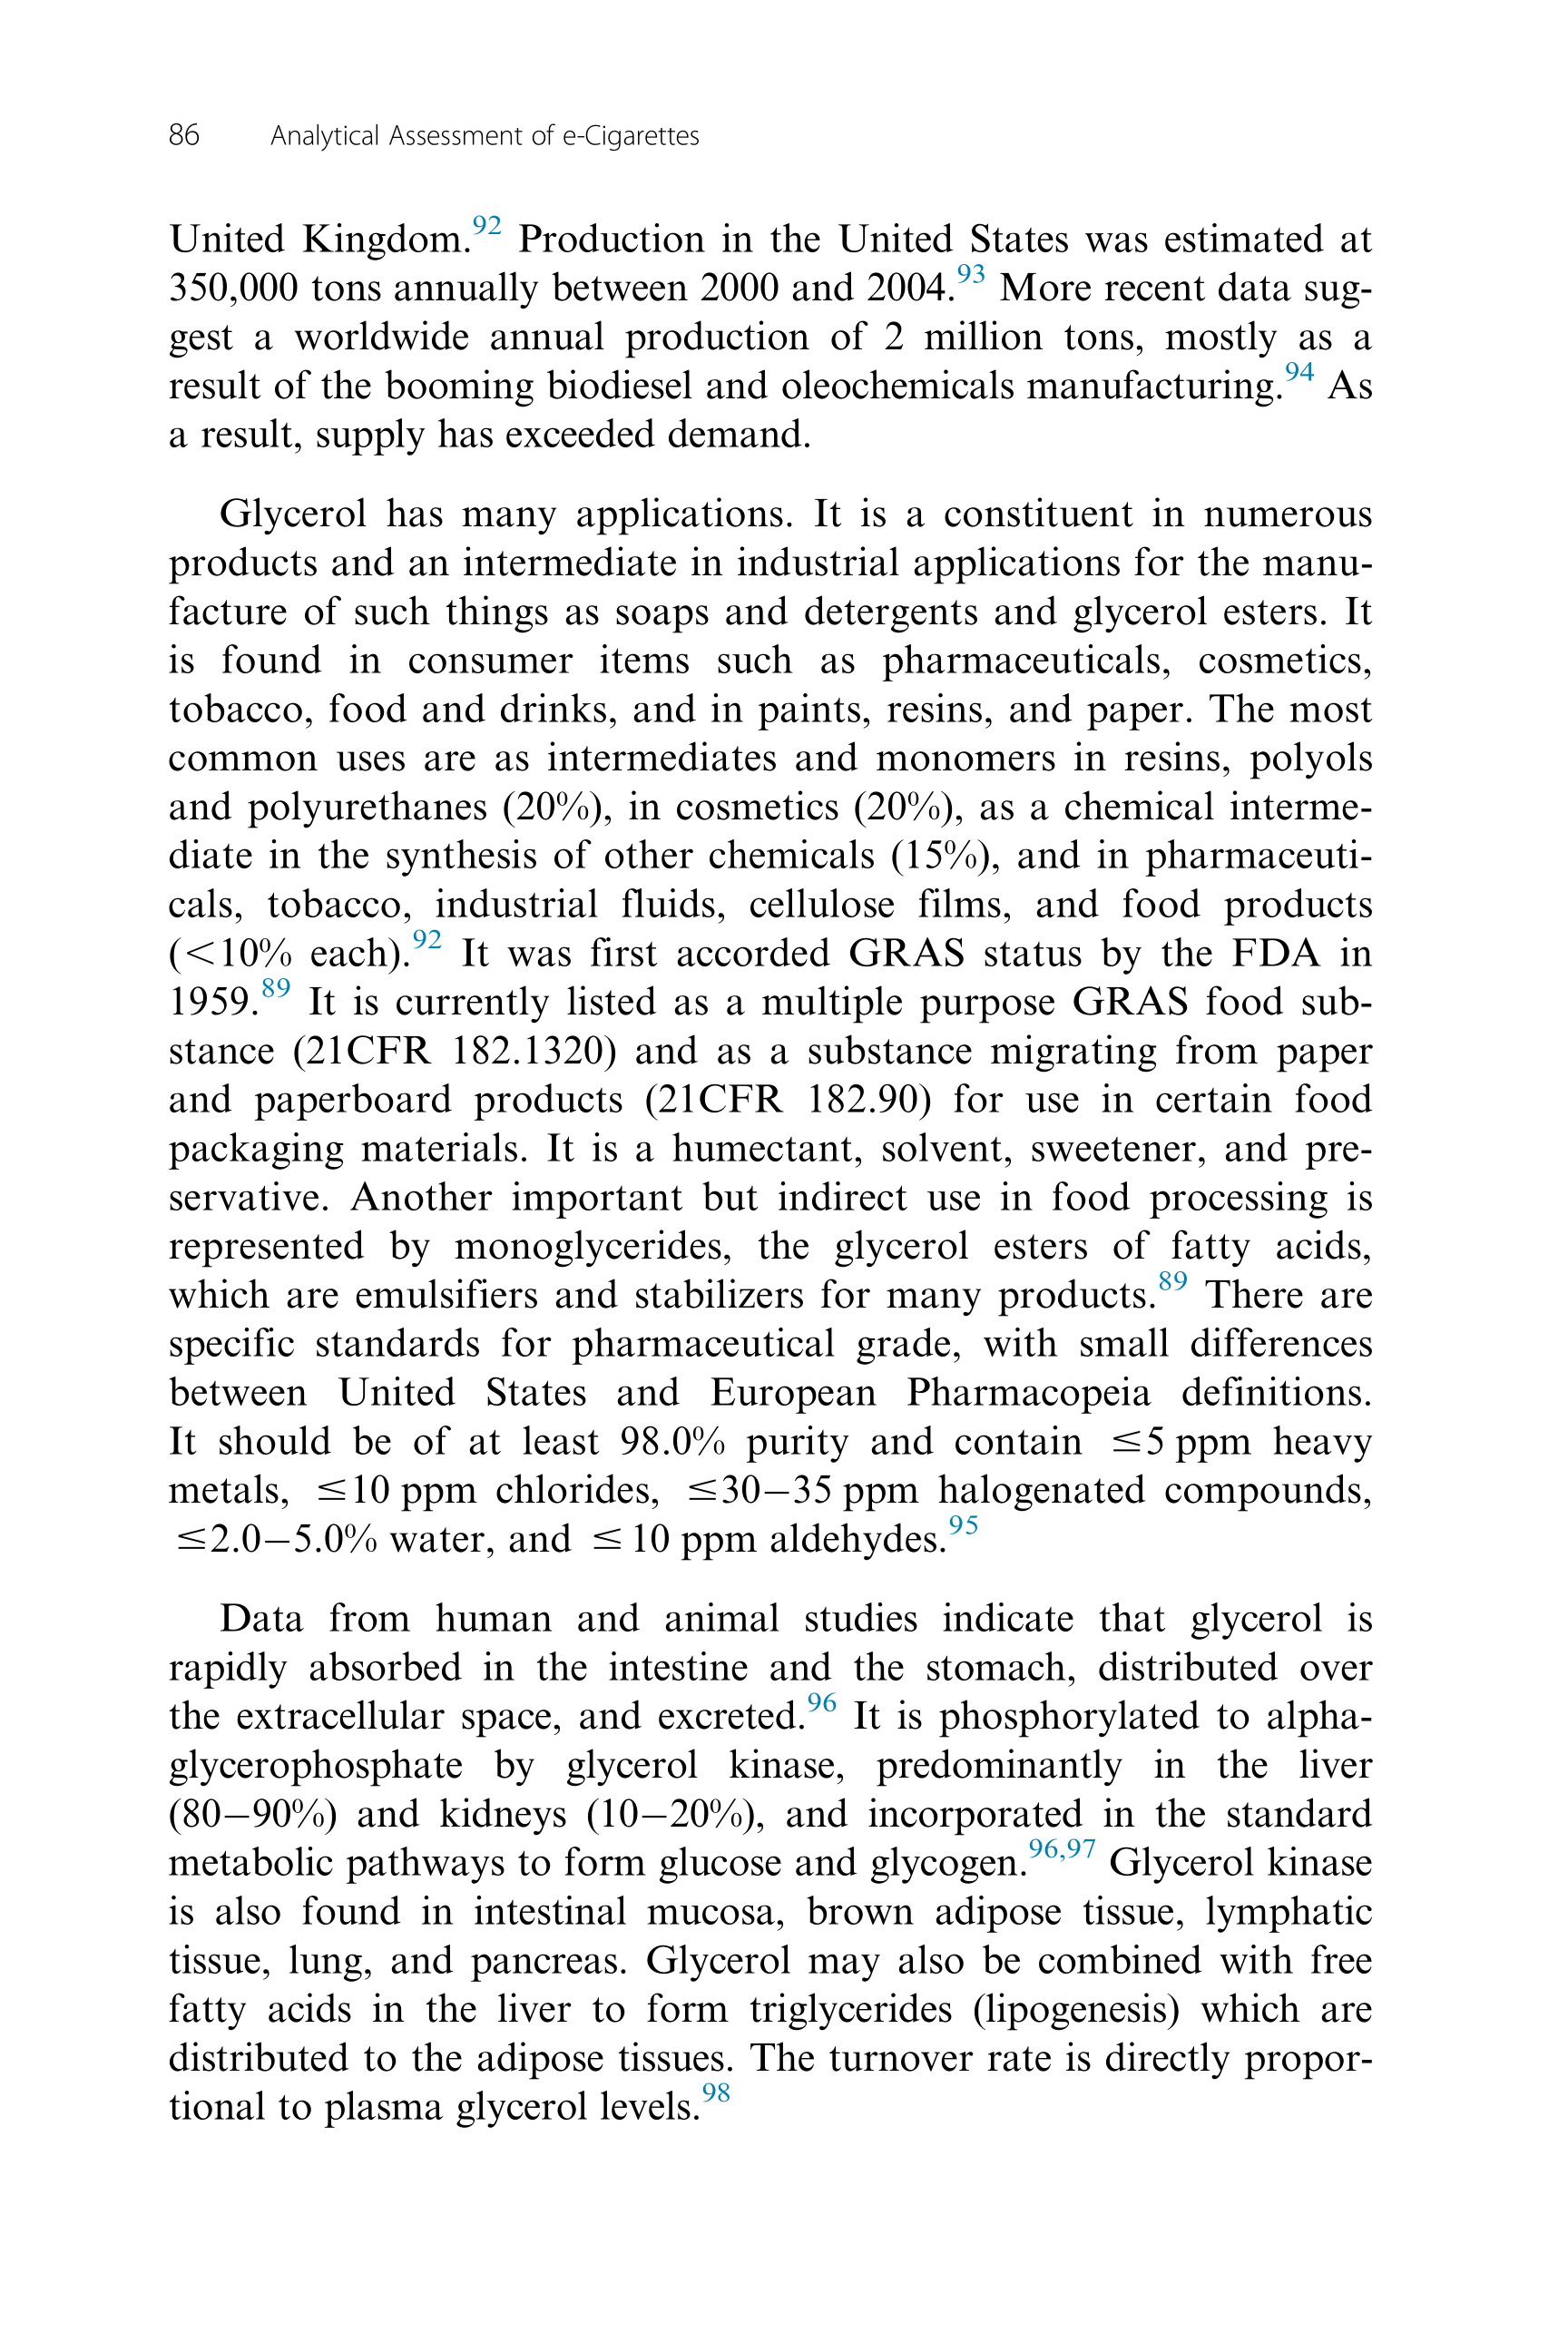 86 Analytical Assessment of e-Cigarettes
United Kingdom.92 Production in the United States was estimated at
350,000 tons annually between 2000 and 2004.93 More recent data sug-
gest a worldwide annual production of 2 million tons, mostly as a
result of the booming biodiesel and oleochemicals manufacturing.94 As
a result, supply has exceeded demand.
Glycerol has many applications. It is a constituent in numerous
products and an intermediate in industrial applications for the manu-
facture of such things as soaps and detergents and glycerol esters. It
is found in consumer items such as pharmaceuticals, cosmetics,
tobacco, food and drinks, and in paints, resins, and paper. The most
common uses are as intermediates and monomers in resins, polyols
and polyurethanes (20%), in cosmetics (20%), as a chemical interme-
diate in the synthesis of other chemicals (15%), and in pharmaceuti-
cals, tobacco, industrial fluids, cellulose films, and food products
(<10% each).92 It was first accorded GRAS status by the FDA in
1959.89 It is currently listed as a multiple purpose GRAS food sub-
stance (21CFR 182.1320) and as a substance migrating from paper
and paperboard products (21CFR 182.90) for use in certain food
packaging materials. It is a humectant, solvent, sweetener, and pre-
servative. Another important but indirect use in food processing is
represented by monoglycerides, the glycerol esters of fatty acids,
which are emulsifiers and stabilizers for many products.89 There are
specific standards for pharmaceutical grade, with small differences
between United States and European Pharmacopeia definitions.
It should be of at least 98.0% purity and contain ≤5 ppm heavy
metals, ≤10 ppm chlorides, ≤30–35 ppm halogenated compounds,
≤2.0–5.0% water, and ≤ 10 ppm aldehydes.95
Data from human and animal studies indicate that glycerol is
rapidly absorbed in the intestine and the stomach, distributed over
the extracellular space, and excreted.96 It is phosphorylated to alpha-
glycerophosphate by glycerol kinase, predominantly in the liver
(80–90%) and kidneys (10–20%), and incorporated in the standard
metabolic pathways to form glucose and glycogen.96,97 Glycerol kinase
is also found in intestinal mucosa, brown adipose tissue, lymphatic
tissue, lung, and pancreas. Glycerol may also be combined with free
fatty acids in the liver to form triglycerides (lipogenesis) which are
distributed to the adipose tissues. The turnover rate is directly propor-
tional to plasma glycerol levels.98